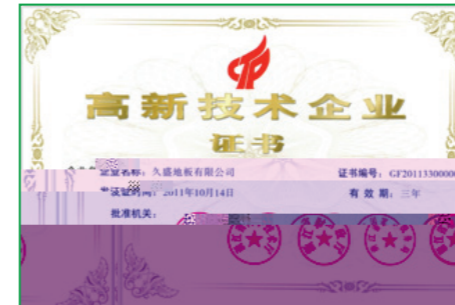 高新技术企业
证书
企业名称：久盛地板有限公司 证书编号：GF2011330000
发证时间：2011年10月14日 有 效 期：三年
批准机关：